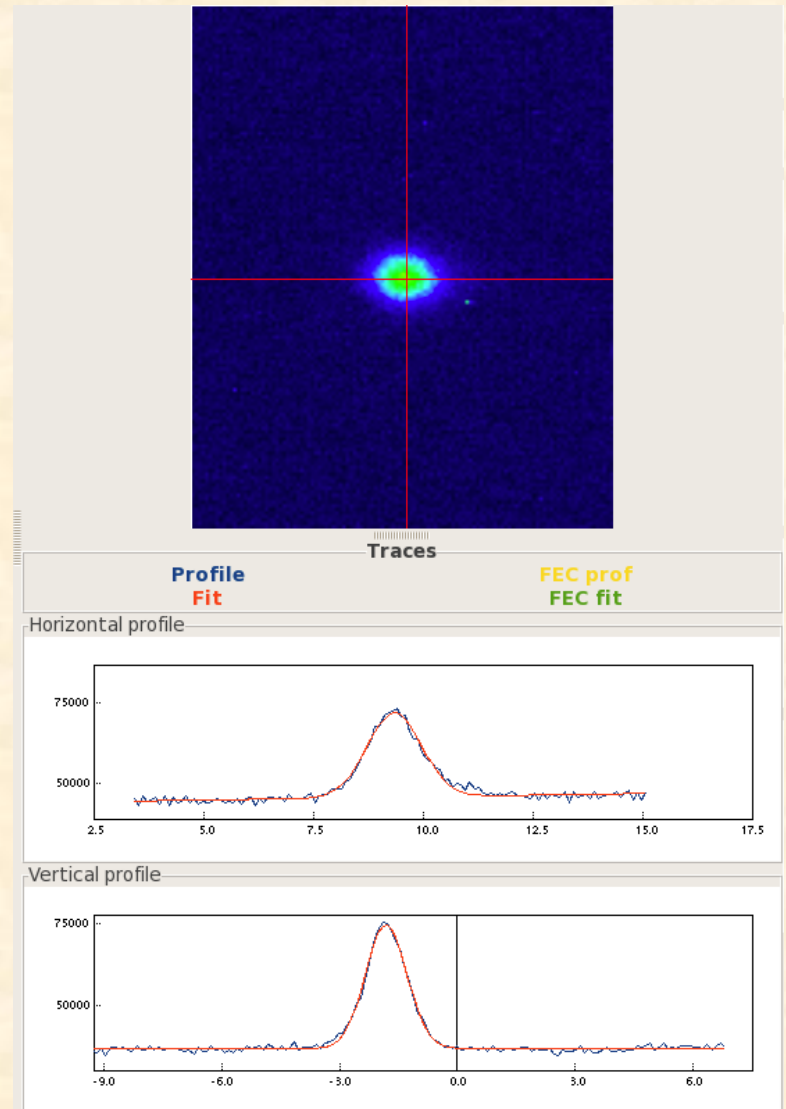 Traces
Profile FEC prof
Fit FEC fit
Horizontal profile
75000
50000
2.5 5.0 7.5 10.0 12.5 15.0 17.5
Vertical profile
75000
50000
-9.0 -6.0 -3.0 0.0 3.0 6.0